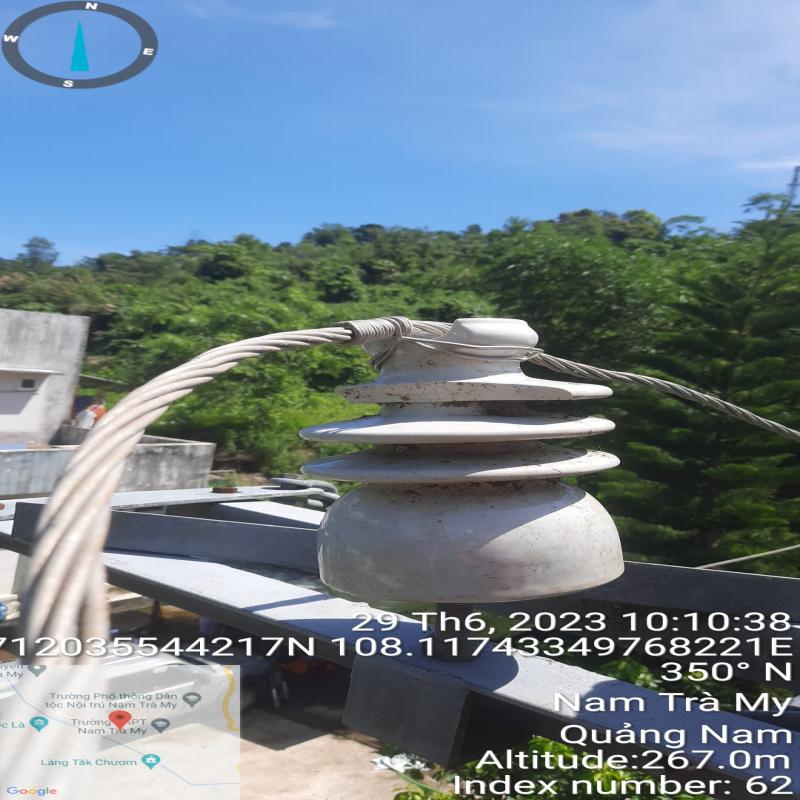 N
W
E
S
29 Th6, 2023 10:10:38
712035544217N 108.11743349768221E
350° N
Nam Trà My
Quảng Nam
Altitude:267.0m
Index number: 62
Trường Phổ thông Dân
tộc Nội trú Nam Trà My
Trường THPT
Nam Trà My
Làng Tăk Chươm
Google